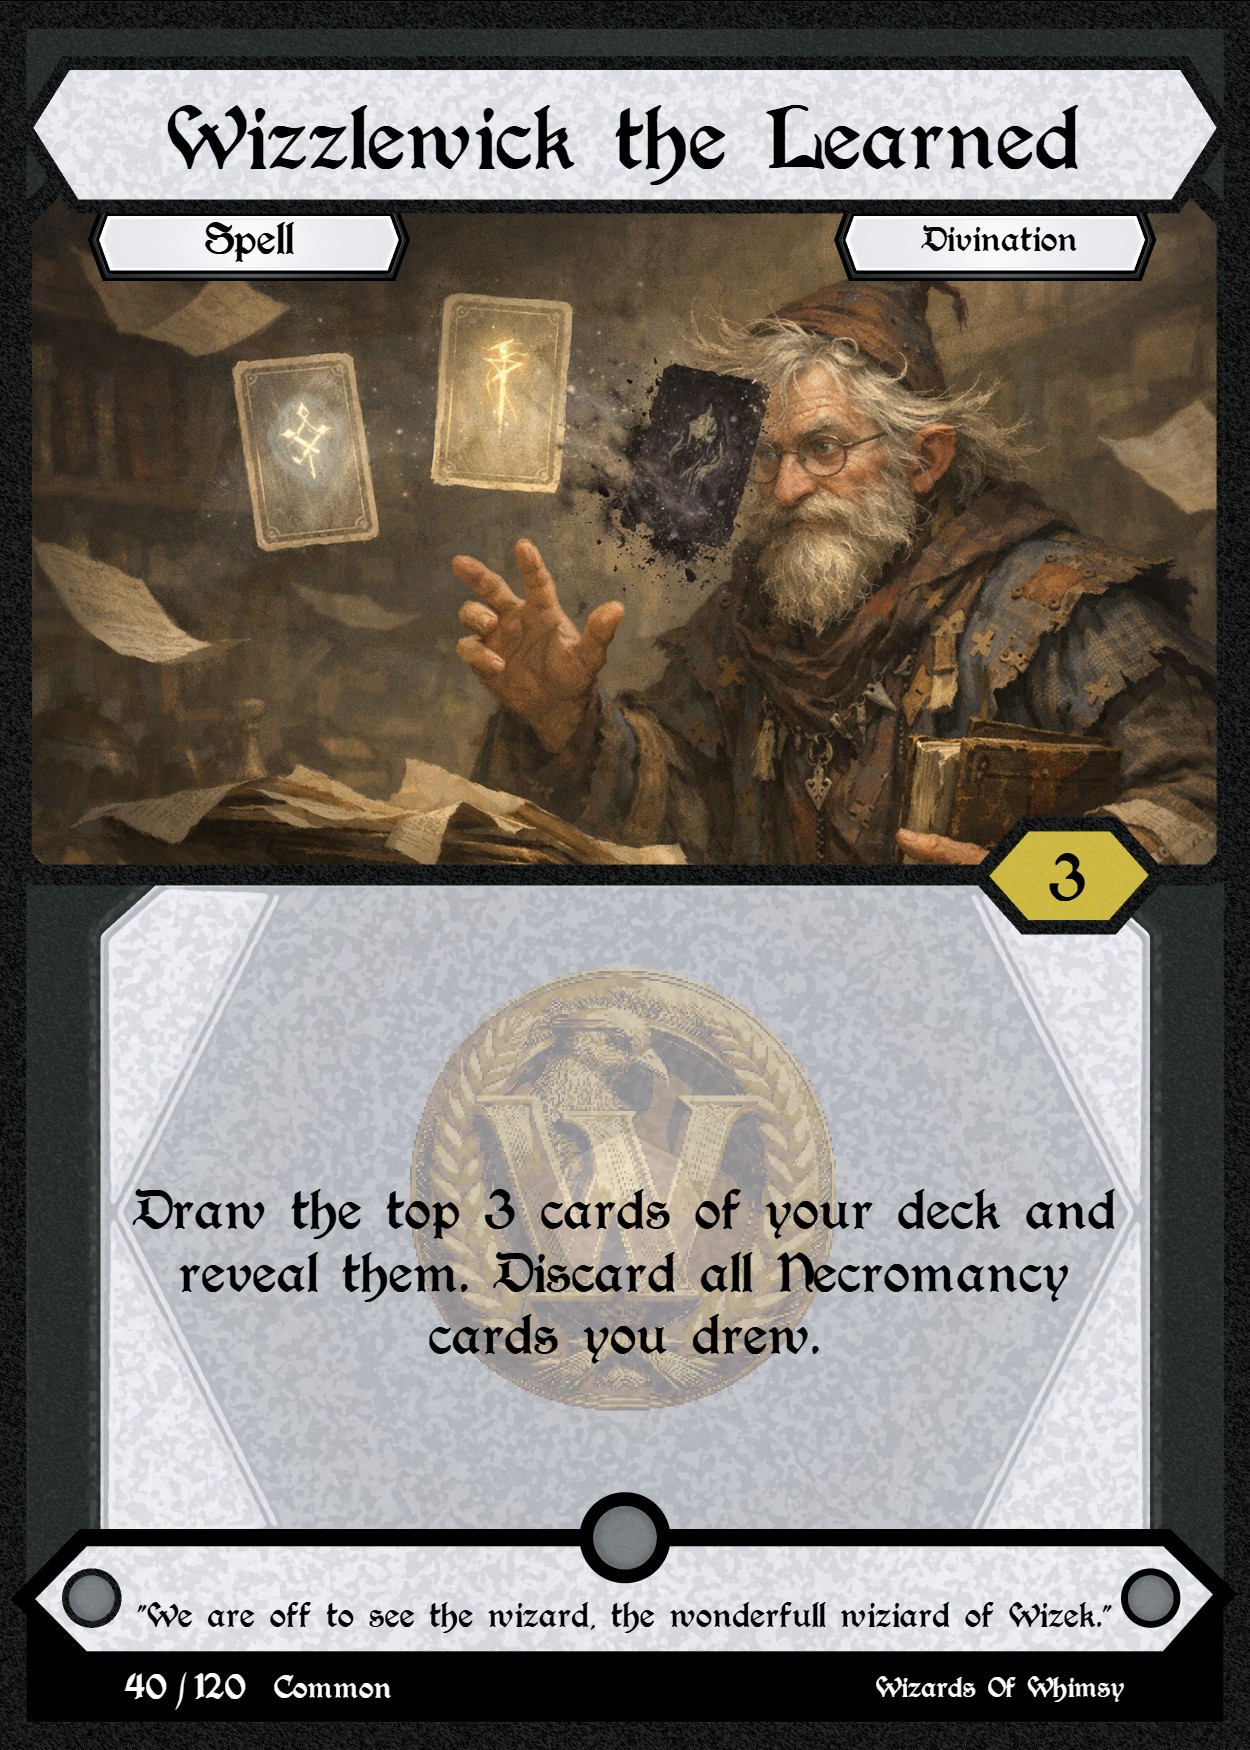 Wizzlewick the Learned
Spell
Divination
3
Draw the top 3 cards of your deck and
reveal them. Discard all Necromancy
cards you drew.
W
"We are off to see the wizard, the wonderfull wiziard of Wizek."
40 / 120 Common
Wizards Of Whimsy